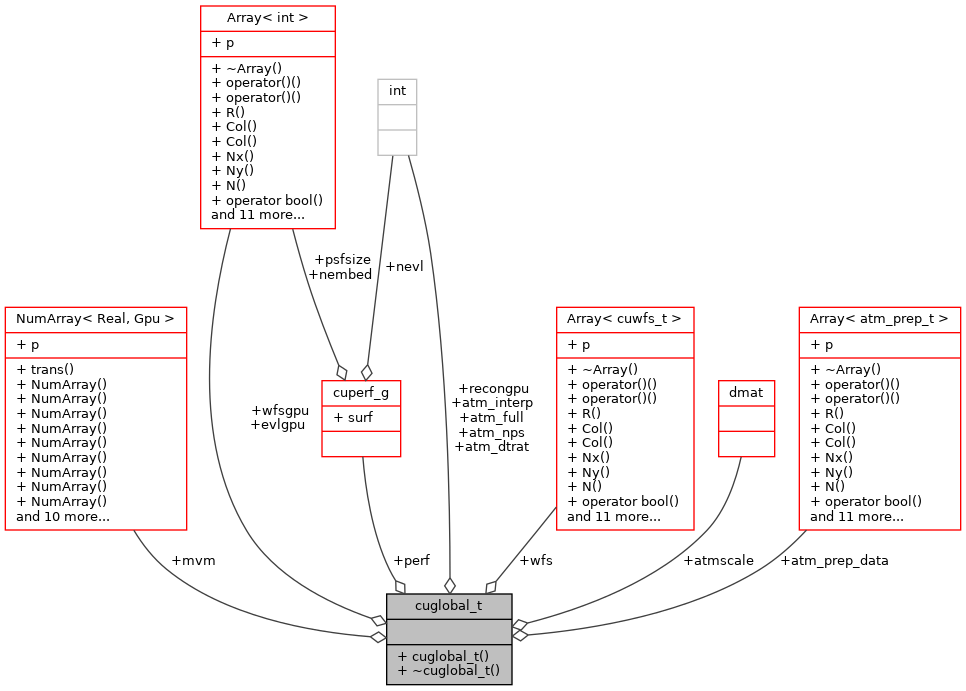 Array< int >
+ p
+ ~Array()
+ operator()()
+ operator()()
+ R()
+ Col()
+ Col()
+ Nx()
+ Ny()
+ N()
+ operator bool()
and 11 more...
int
+psfsize
+nembed
+nevl
NumArray< Real, Gpu >
+ p
+ trans()
+ NumArray()
+ NumArray()
+ NumArray()
+ NumArray()
+ NumArray()
+ NumArray()
+ NumArray()
+ NumArray()
+ NumArray()
and 10 more...
+wfsgpu
+evlgpu
cuperf_g
+ surf
+recongpu
+atm_interp
+atm_full
+atm_nps
+atm_dtrat
Array< cuwfs_t >
+ p
+ ~Array()
+ operator()()
+ operator()()
+ R()
+ Col()
+ Col()
+ Nx()
+ Ny()
+ N()
+ operator bool()
and 11 more...
dmat
Array< atm_prep_t >
+ p
+ ~Array()
+ operator()()
+ operator()()
+ R()
+ Col()
+ Col()
+ Nx()
+ Ny()
+ N()
+ operator bool()
and 11 more...
+mvm
+perf
+wfs
+atmscale
+atm_prep_data
cuglobal_t
+ cuglobal_t()
+ ~cuglobal_t()